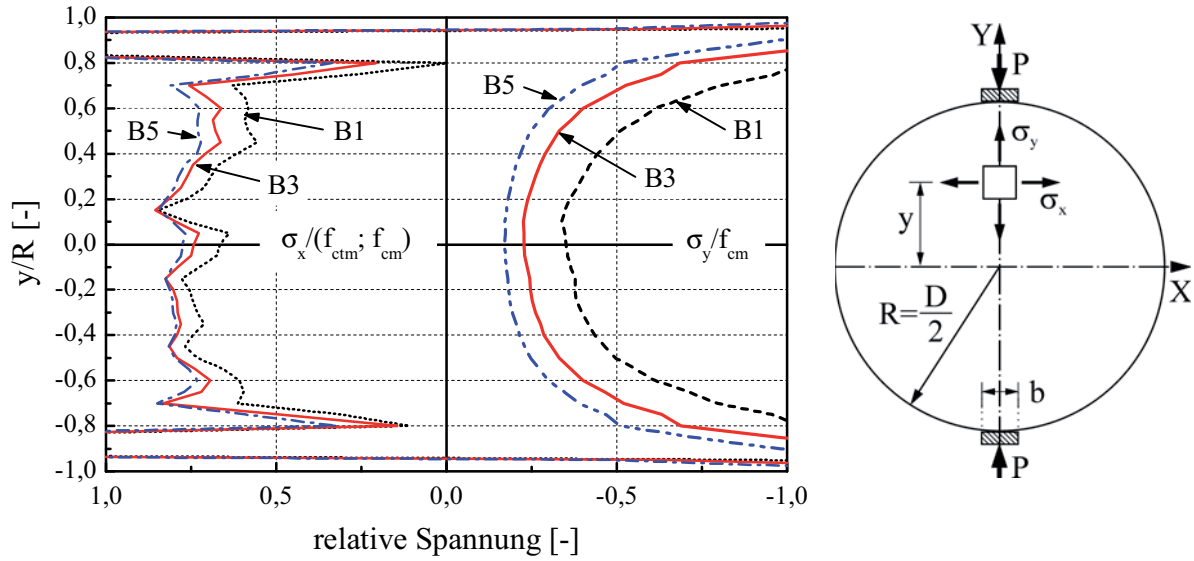 1,0
0,8
0,6
0,4
0,2
0,0
-0,2
-0,4
-0,6
-0,8
-1,0
y/R [-]
1,0 0,5 0,0 -0,5 -1,0
relative Spannung [-]
B5
B1
B3
σx/(fctm; fcm)
B5
B1
B3
σy/fcm
Y
P
σy
σx
y
X
R=D/2
b
P